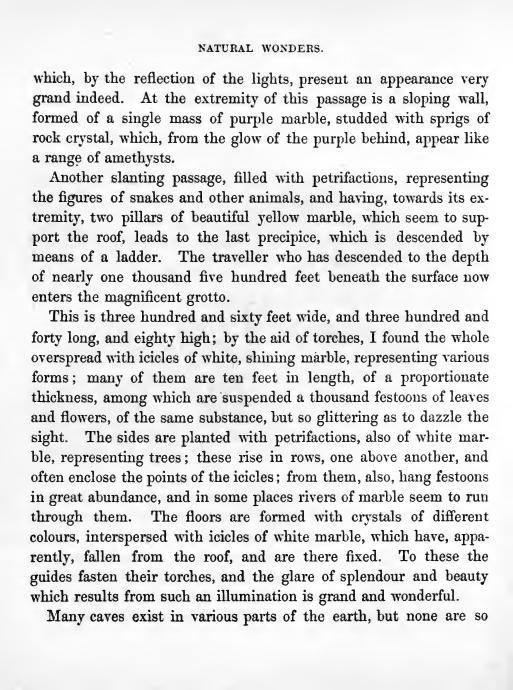 NATURAL WONDERS.
which, by the reflection of the lights, present an appearance very
grand indeed. At the extremity of this passage is a sloping wall,
formed of a single mass of purple marble, studded with sprigs of
rock crystal, which, from the glow of the purple behind, appear like
a range of amethysts.
Another slanting passage, filled with petrifactions, representing
the figures of snakes and other animals, and having, towards its ex-
tremity, two pillars of beautiful yellow marble, which seem to sup-
port the roof, leads to the last precipice, which is descended by
means of a ladder. The traveller who has descended to the depth
of nearly one thousand five hundred feet beneath the surface now
enters the magnificent grotto.
This is three hundred and sixty feet wide, and three hundred and
forty long, and eighty high; by the aid of torches, I found the whole
overspread with icicles of white, shining marble, representing various
forms; many of them are ten feet in length, of a proportionate
thickness, among which are suspended a thousand festoons of leaves
and flowers, of the same substance, but so glittering as to dazzle the
sight. The sides are planted with petrifactions, also of white mar-
ble, representing trees; these rise in rows, one above another, and
often enclose the points of the icicles; from them, also, hang festoons
in great abundance, and in some places rivers of marble seem to run
through them. The floors are formed with crystals of different
colours, interspersed with icicles of white marble, which have, appa-
rently, fallen from the roof, and are there fixed. To these the
guides fasten their torches, and the glare of splendour and beauty
which results from such an illumination is grand and wonderful.
Many caves exist in various parts of the earth, but none are so